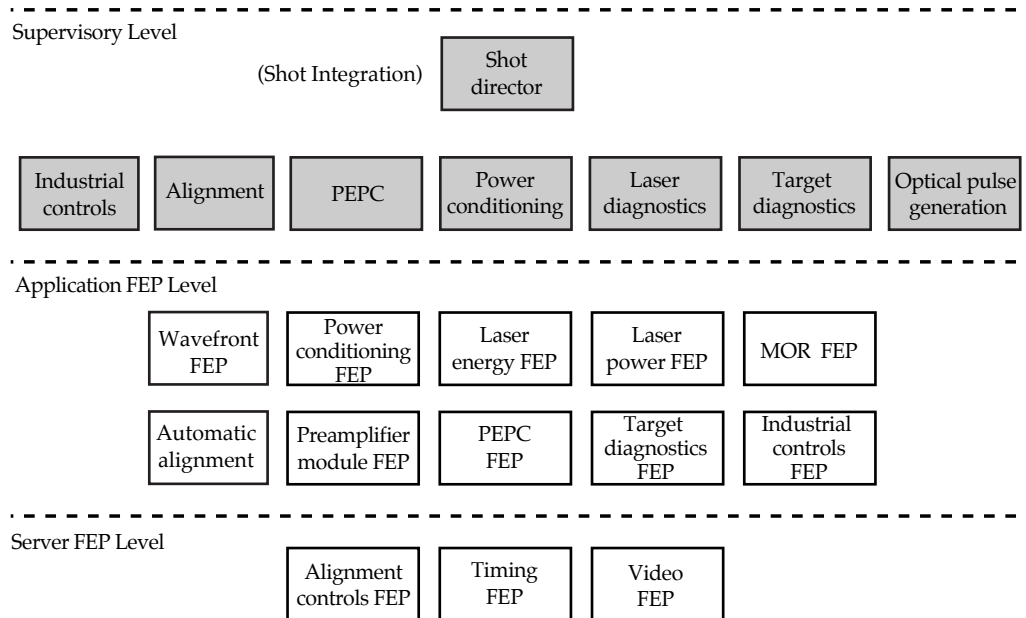 Supervisory Level
(Shot Integration)
Shot
director
Industrial
controls
Alignment
PEPC
Power
conditioning
Laser
diagnostics
Target
diagnostics
Optical pulse
generation
Application FEP Level
Wavefront
FEP
Power
conditioning
FEP
Laser
energy FEP
Laser
power FEP
MOR FEP
Automatic
alignment
Preamplifier
module FEP
PEPC
FEP
Target
diagnostics
FEP
Industrial
controls
FEP
Server FEP Level
Alignment
controls FEP
Timing
FEP
Video
FEP